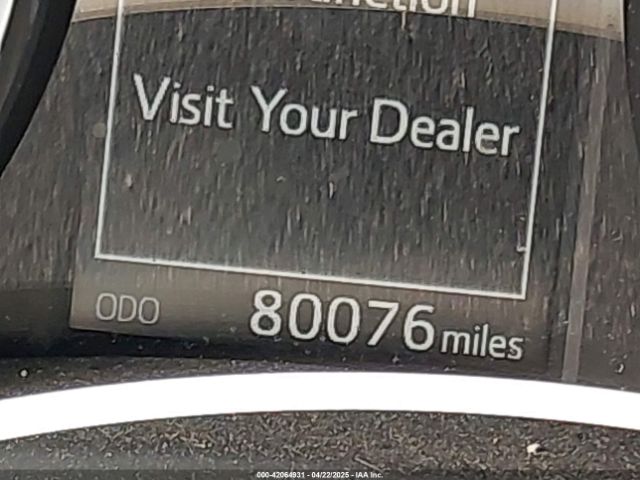 Visit Your Dealer
ODO 80076 miles
000-42064931 - 04/22/2025 - IAA Inc.